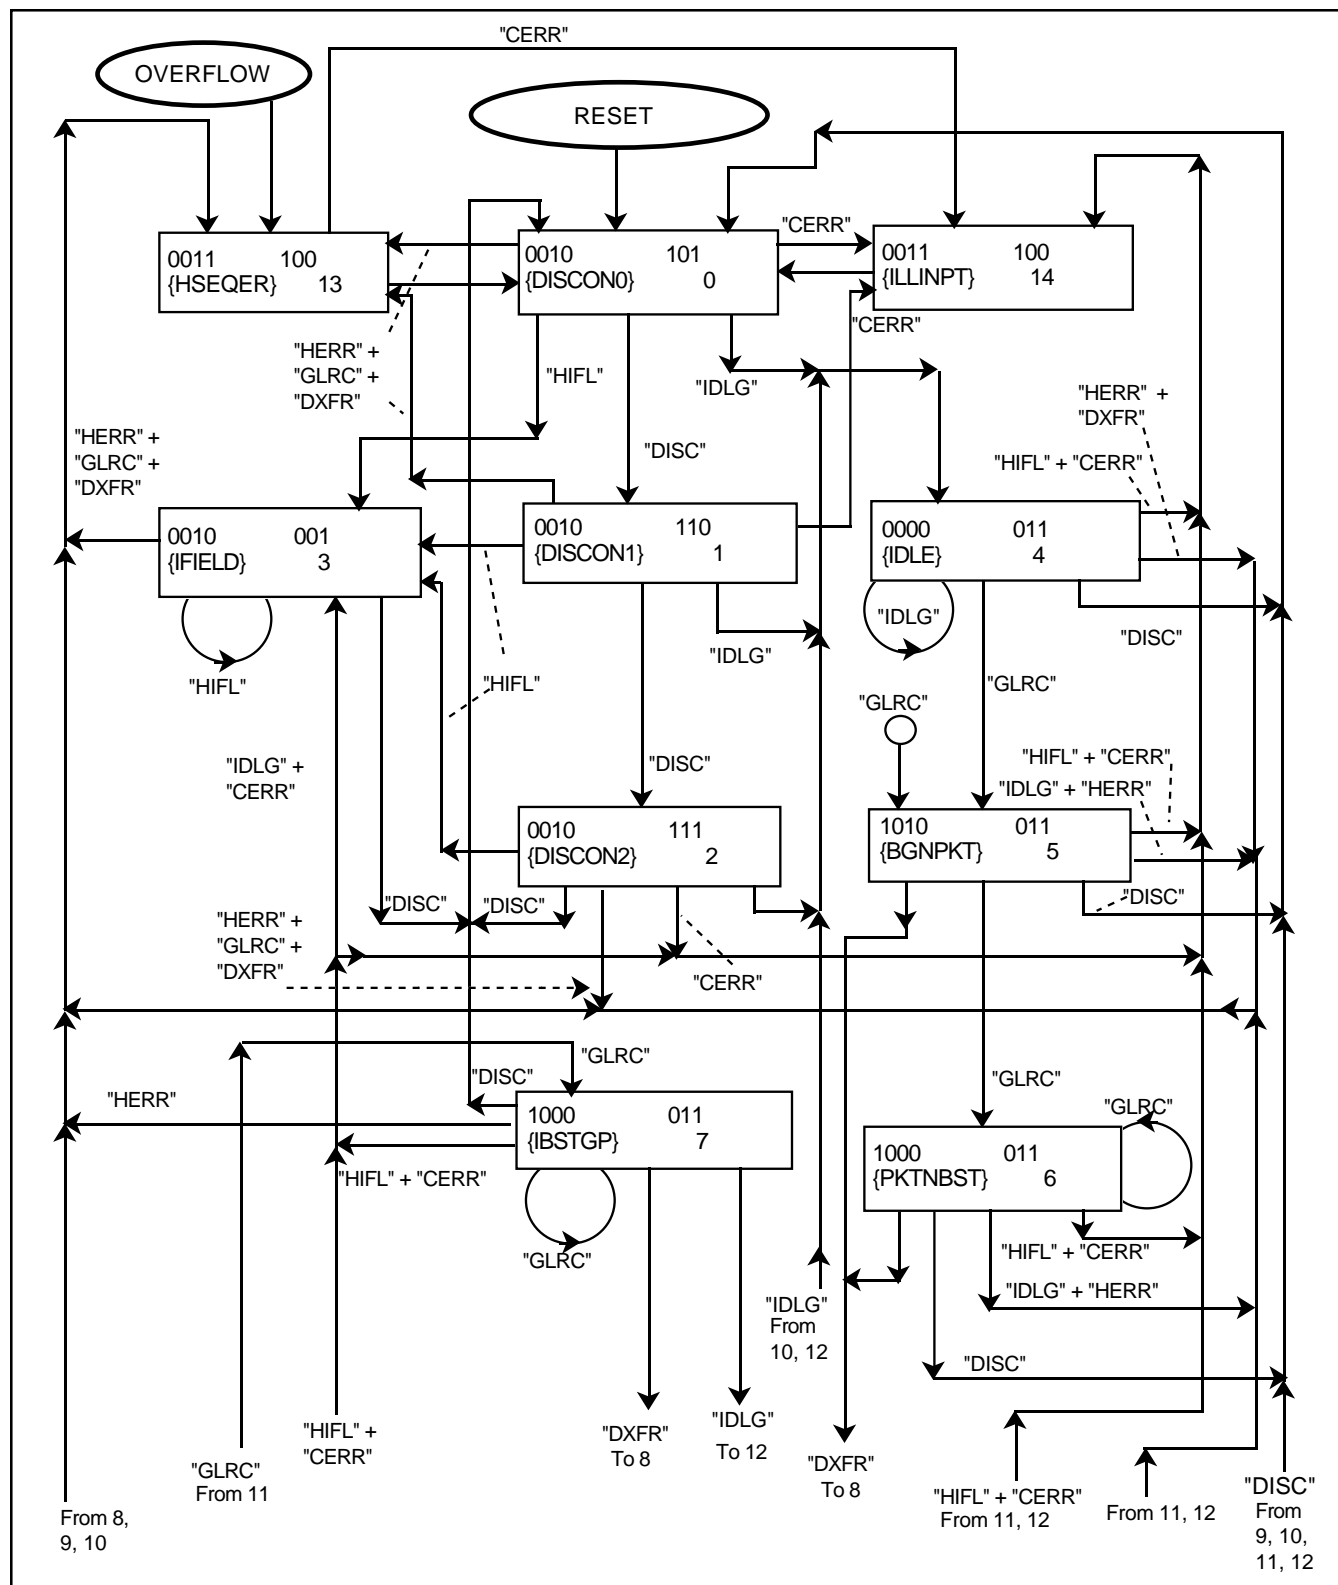 "CERR"
OVERFLOW
RESET
0011 100
{HSEQER} 13
0010 101
{DISCON0} 0
"CERR"
0011 100
{ILLINPT} 14
"CERR"
"HERR" +
"GLRC" +
"DXFR"
"HIFL"
"IDLG"
"HERR" +
"DXFR"
"HERR" +
"GLRC" +
"DXFR"
"DISC"
"HIFL" + "CERR"
0010 001
{IFIELD} 3
0010 110
{DISCON1} 1
0000 011
{IDLE} 4
"IDLG"
"DISC"
"IDLG"
"HIFL"
"HIFL"
"GLRC"
"GLRC"
"IDLG" +
"CERR"
"DISC"
"HIFL" + "CERR"
"IDLG" + "HERR"
0010 111
{DISCON2} 2
1010 011
{BGNPKT} 5
"DISC"
"DISC"
"DISC"
"HERR" +
"GLRC" +
"DXFR"
"CERR"
"GLRC"
"DISC"
"GLRC"
"HERR"
"GLRC"
1000 011
{IBSTGP} 7
1000 011
{PKTNBST} 6
"HIFL" + "CERR"
"GLRC"
"HIFL" + "CERR"
"IDLG" + "HERR"
"IDLG"
From
10, 12
"DISC"
"HIFL" +
"CERR"
"DXFR"
To 8
"IDLG"
To 12
"DXFR"
To 8
"GLRC"
From 11
From 8,
9, 10
"HIFL" + "CERR"
From 11, 12
From 11, 12
"DISC"
From
9, 10,
11, 12